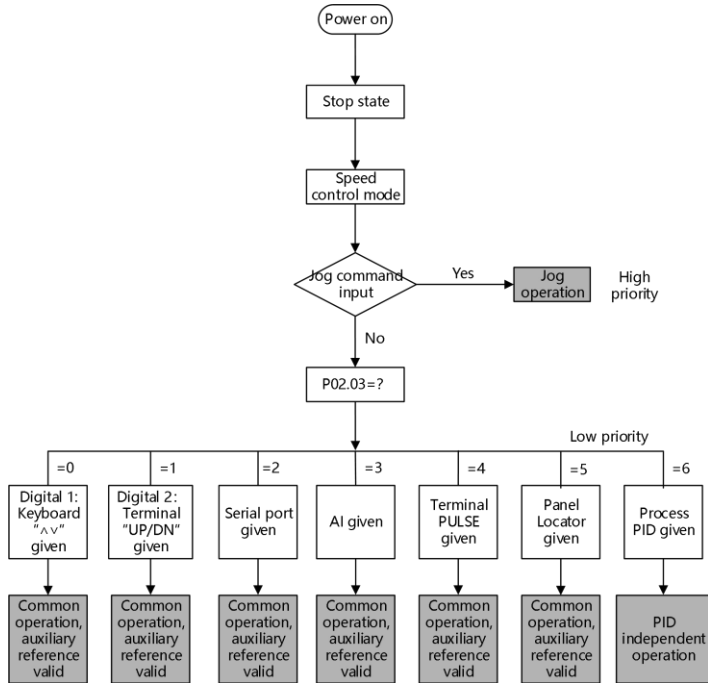 Power on
Stop state
Speed
control mode
Jog command
input
Yes
Jog
operation
High
priority
No
P02.03=?
Low priority
=0
=1
=2
=3
=4
=5
=6
Digital 1:
Keyboard
"∧∨"
given
Digital 2:
Terminal
"UP/DN"
given
Serial port
given
AI given
Terminal
PULSE
given
Panel
Locator
given
Process
PID given
Common
operation,
auxiliary
reference
valid
Common
operation,
auxiliary
reference
valid
Common
operation,
auxiliary
reference
valid
Common
operation,
auxiliary
reference
valid
Common
operation,
auxiliary
reference
valid
Common
operation,
auxiliary
reference
valid
PID
independent
operation